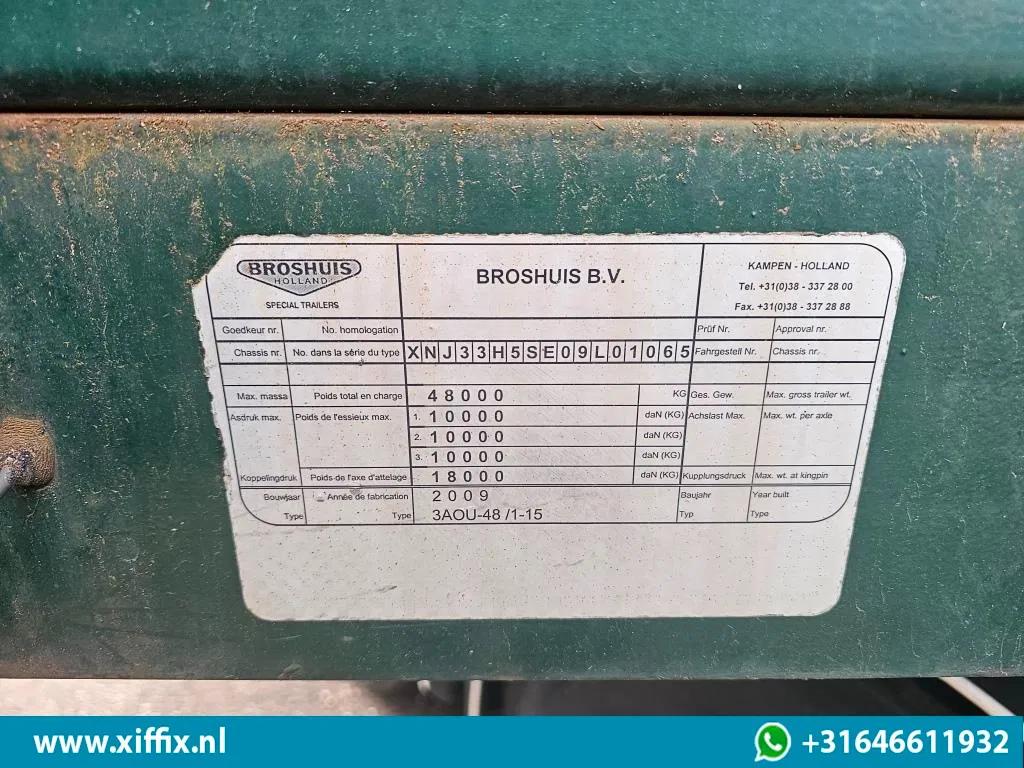 BROSHUIS
HOLLAND
SPECIAL TRAILERS
BROSHUIS B.V.
KAMPEN - HOLLAND
Tel. +31(0)38 - 337 28 00
Fax. +31(0)38 - 337 28 88
Goedkeur nr. No. homologation Prüf Nr. Approval nr.
Chassis nr. No. dans la série du type XNJ33H5SE09L01065 Fahrgestell Nr. Chassis nr.
Max. massa Poids total en charge 48000 KG Ges. Gew. Max. gross trailer wt.
Asdruk max. Poids de l'essieu max. 1. 10000 daN (KG) Achslast Max. Max. wt. per axle
2. 10000 daN (KG)
3. 10000 daN (KG)
Koppelingdruk Poids de l'axe d'attelage 18000 daN (KG) Kupplungsdruck Max. wt. at kingpin
Bouwjaar Année de fabrication 2009 Baujahr Year built
Type Type 3AOU-48 /1-15 Typ Type
www.xiffix.nl +31646611932